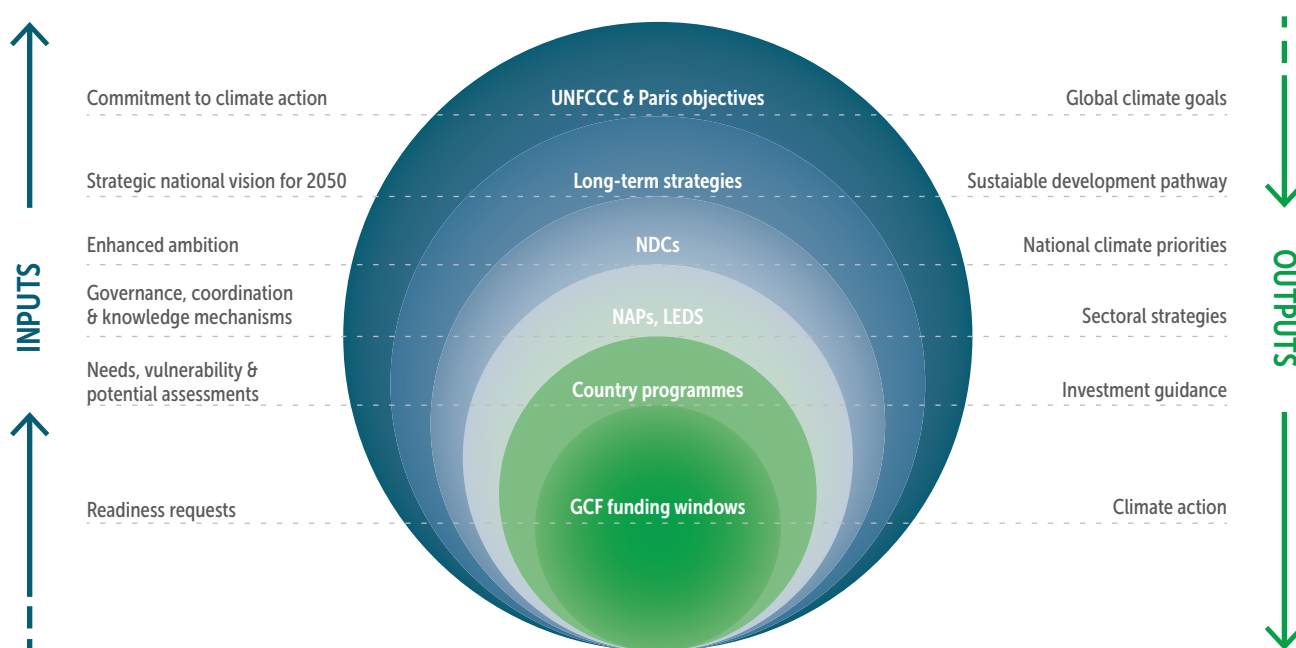 Commitment to climate action
UNFCCC & Paris objectives
Global climate goals
Strategic national vision for 2050
Long-term strategies
Sustaiable development pathway
Enhanced ambition
NDCs
National climate priorities
Governance, coordination
& knowledge mechanisms
NAPs, LEDS
Sectoral strategies
Needs, vulnerability &
potential assessments
Country programmes
Investment guidance
Readiness requests
GCF funding windows
Climate action
INPUTS
OUTPUTS